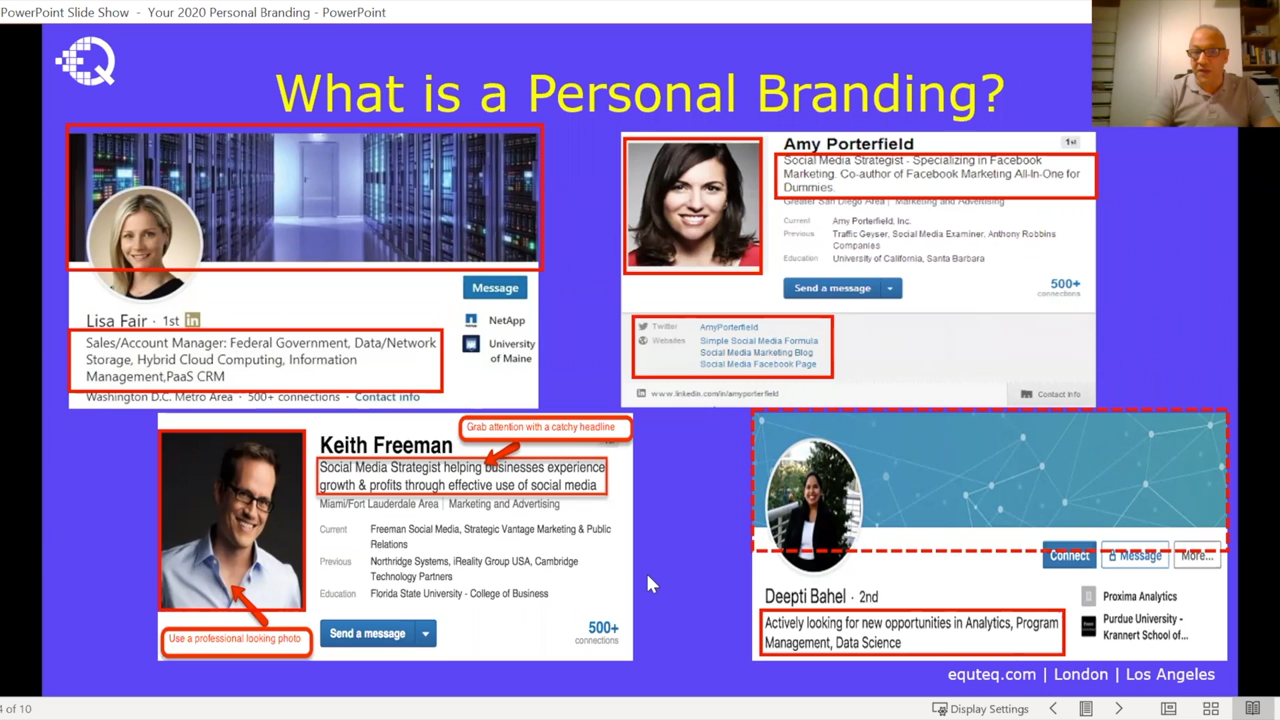 PowerPoint Slide Show - Your 2020 Personal Branding - PowerPoint
What is a Personal Branding?
Lisa Fair · 1st in
Message
NetApp
University
of Maine
Sales/Account Manager: Federal Government, Data/Network
Storage, Hybrid Cloud Computing, Information
Management,PaaS CRM
Washington D.C. Metro Area · 500+ connections · Contact info
Amy Porterfield
1st
Social Media Strategist - Specializing in Facebook
Marketing. Co-author of Facebook Marketing All-In-One for
Dummies.
Greater San Diego Area | Marketing and Advertising
Current Amy Porterfield, Inc.
Previous Traffic Geyser, Social Media Examiner, Anthony Robbins
Companies
Education University of California, Santa Barbara
Send a message
500+
connections
Twitter AmyPorterfield
Websites Simple Social Media Formula
Social Media Marketing Blog
Social Media Facebook Page
www.linkedin.com/in/amyporterfield
Contact Info
Grab attention with a catchy headline
Keith Freeman
Social Media Strategist helping businesses experience
growth & profits through effective use of social media
Miami/Fort Lauderdale Area | Marketing and Advertising
Current Freeman Social Media, Strategic Vantage Marketing & Public
Relations
Previous Northridge Systems, iReality Group USA, Cambridge
Technology Partners
Education Florida State University - College of Business
Use a professional looking photo
Send a message
500+
connections
Connect
Message
More...
Deepti Bahel · 2nd
Actively looking for new opportunities in Analytics, Program
Management, Data Science
Proxima Analytics
Purdue University -
Krannert School of...
equteq.com | London | Los Angeles
of 10
Display Settings